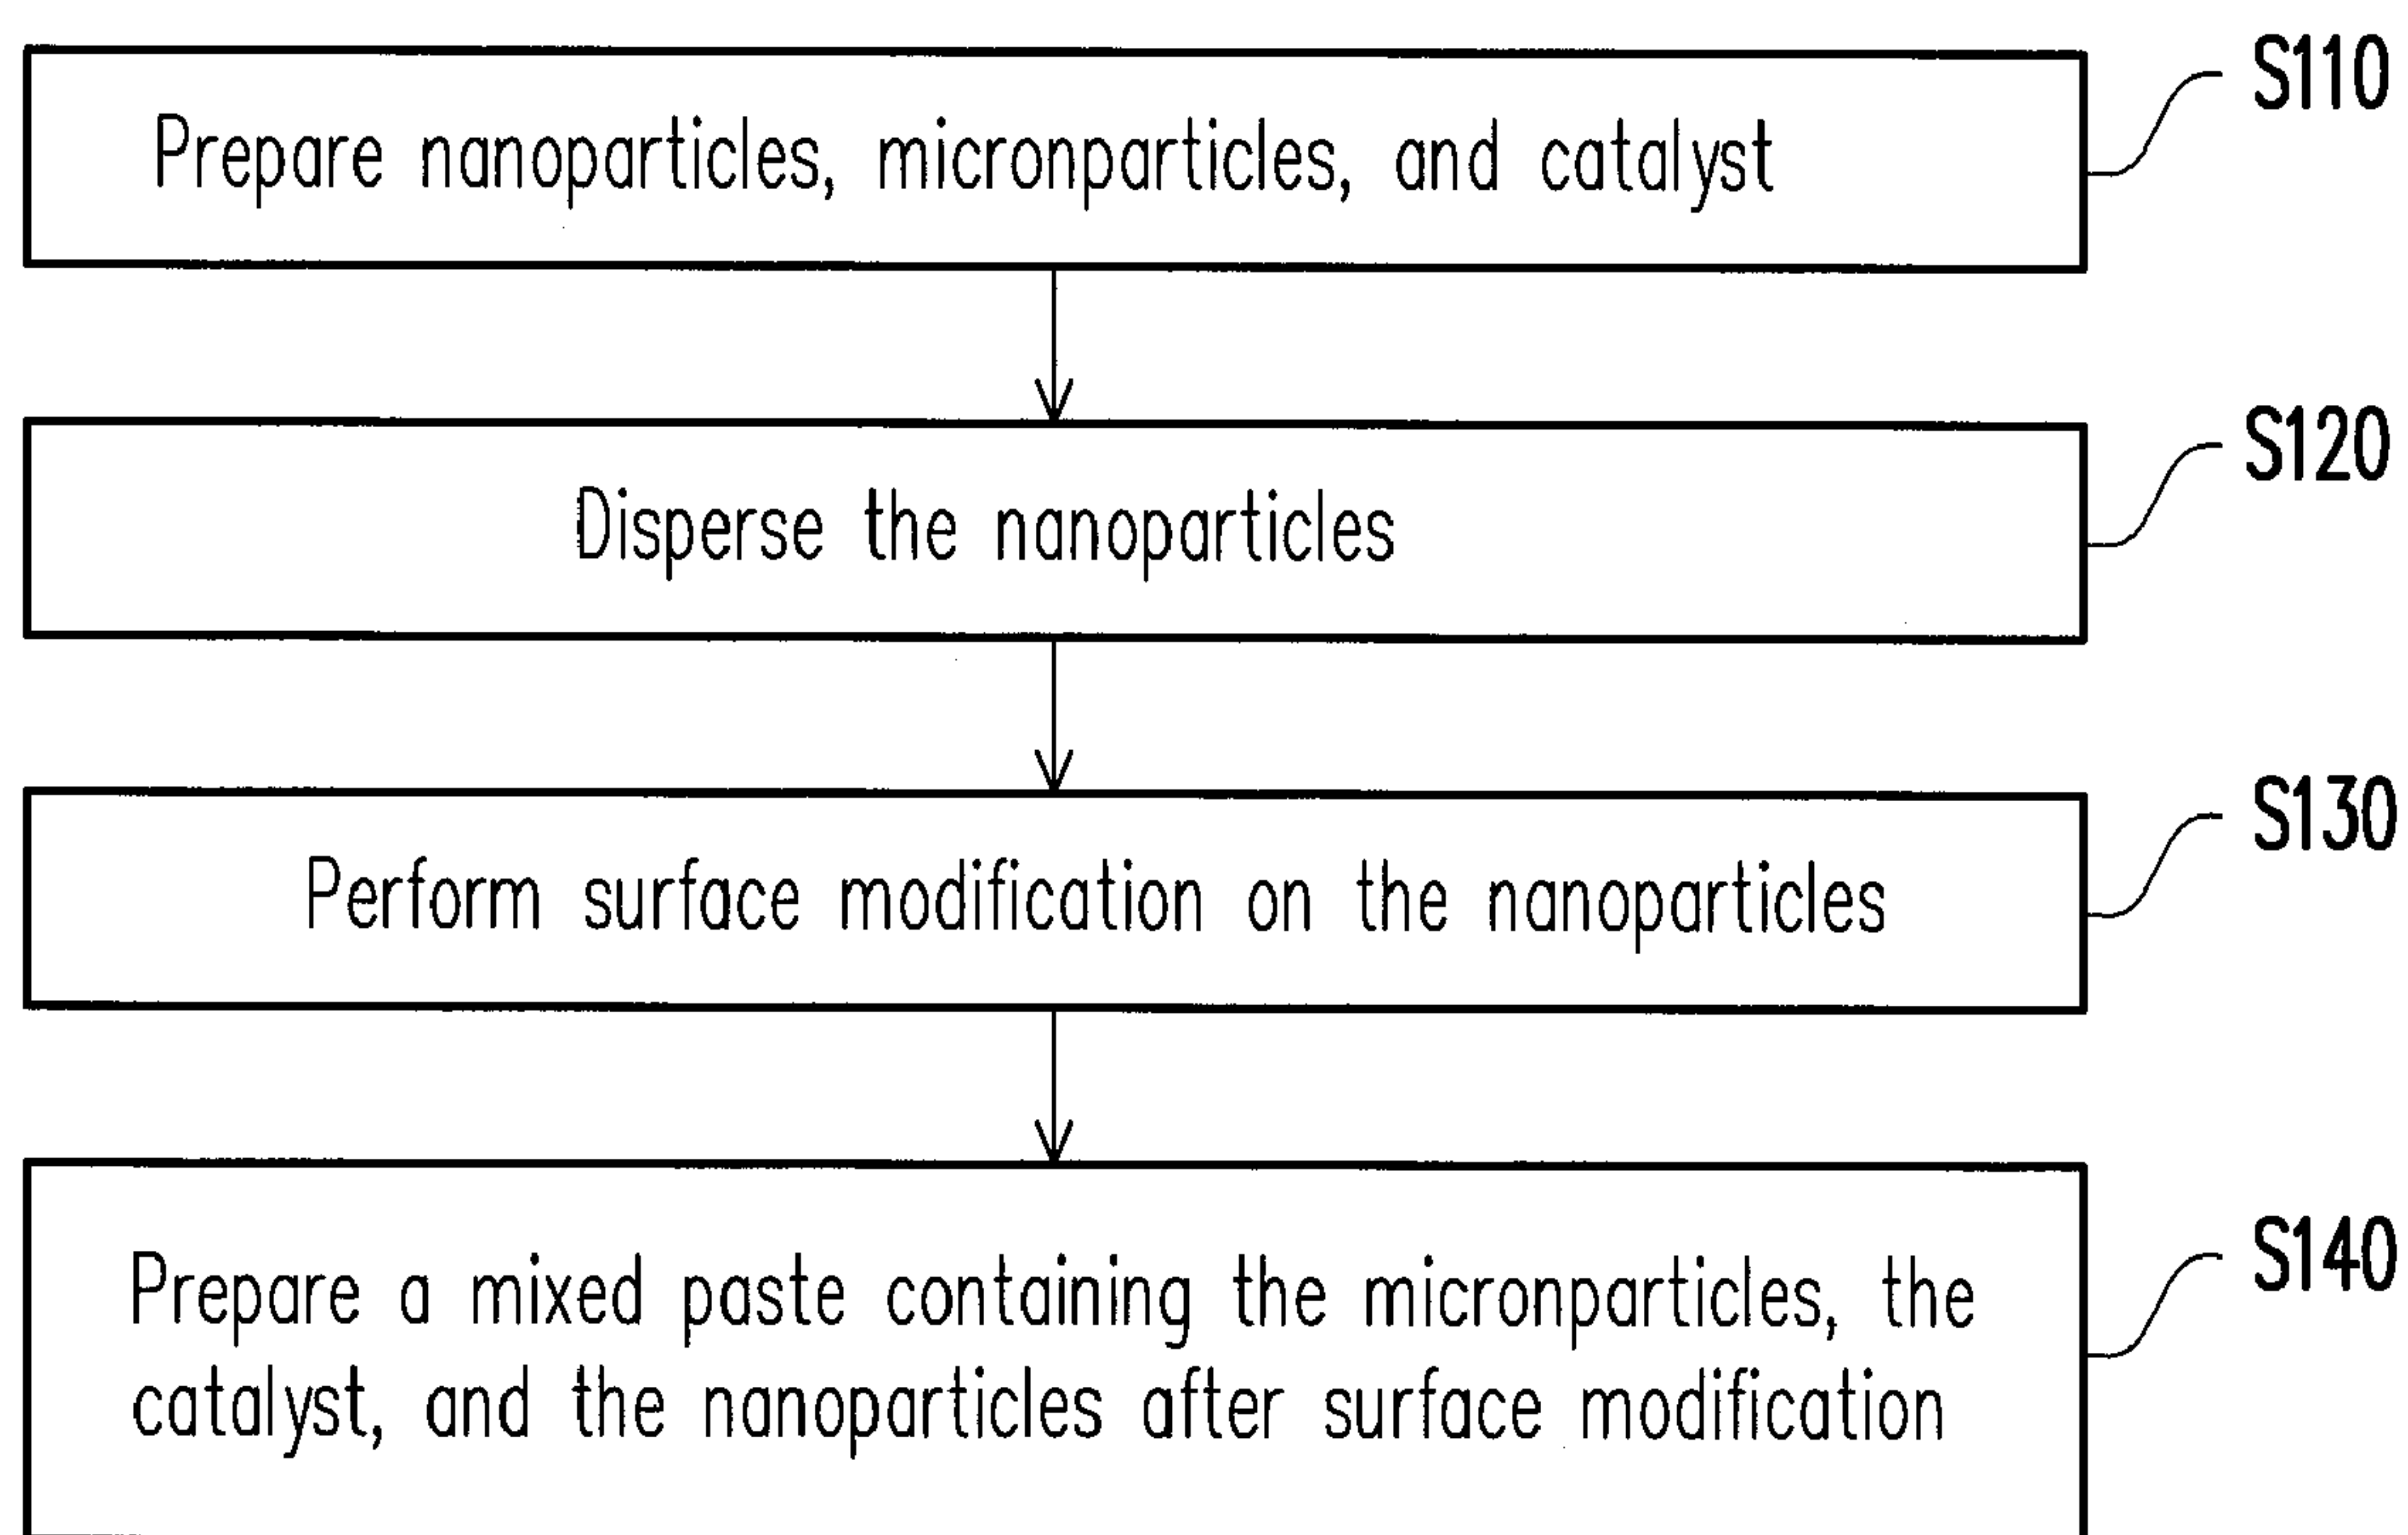 Prepare nanoparticles, micronparticles, and catalyst
S110
Disperse the nanoparticles
S120
Perform surface modification on the nanoparticles
S130
Prepare a mixed paste containing the micronparticles, the
catalyst, and the nanoparticles after surface modification
S140